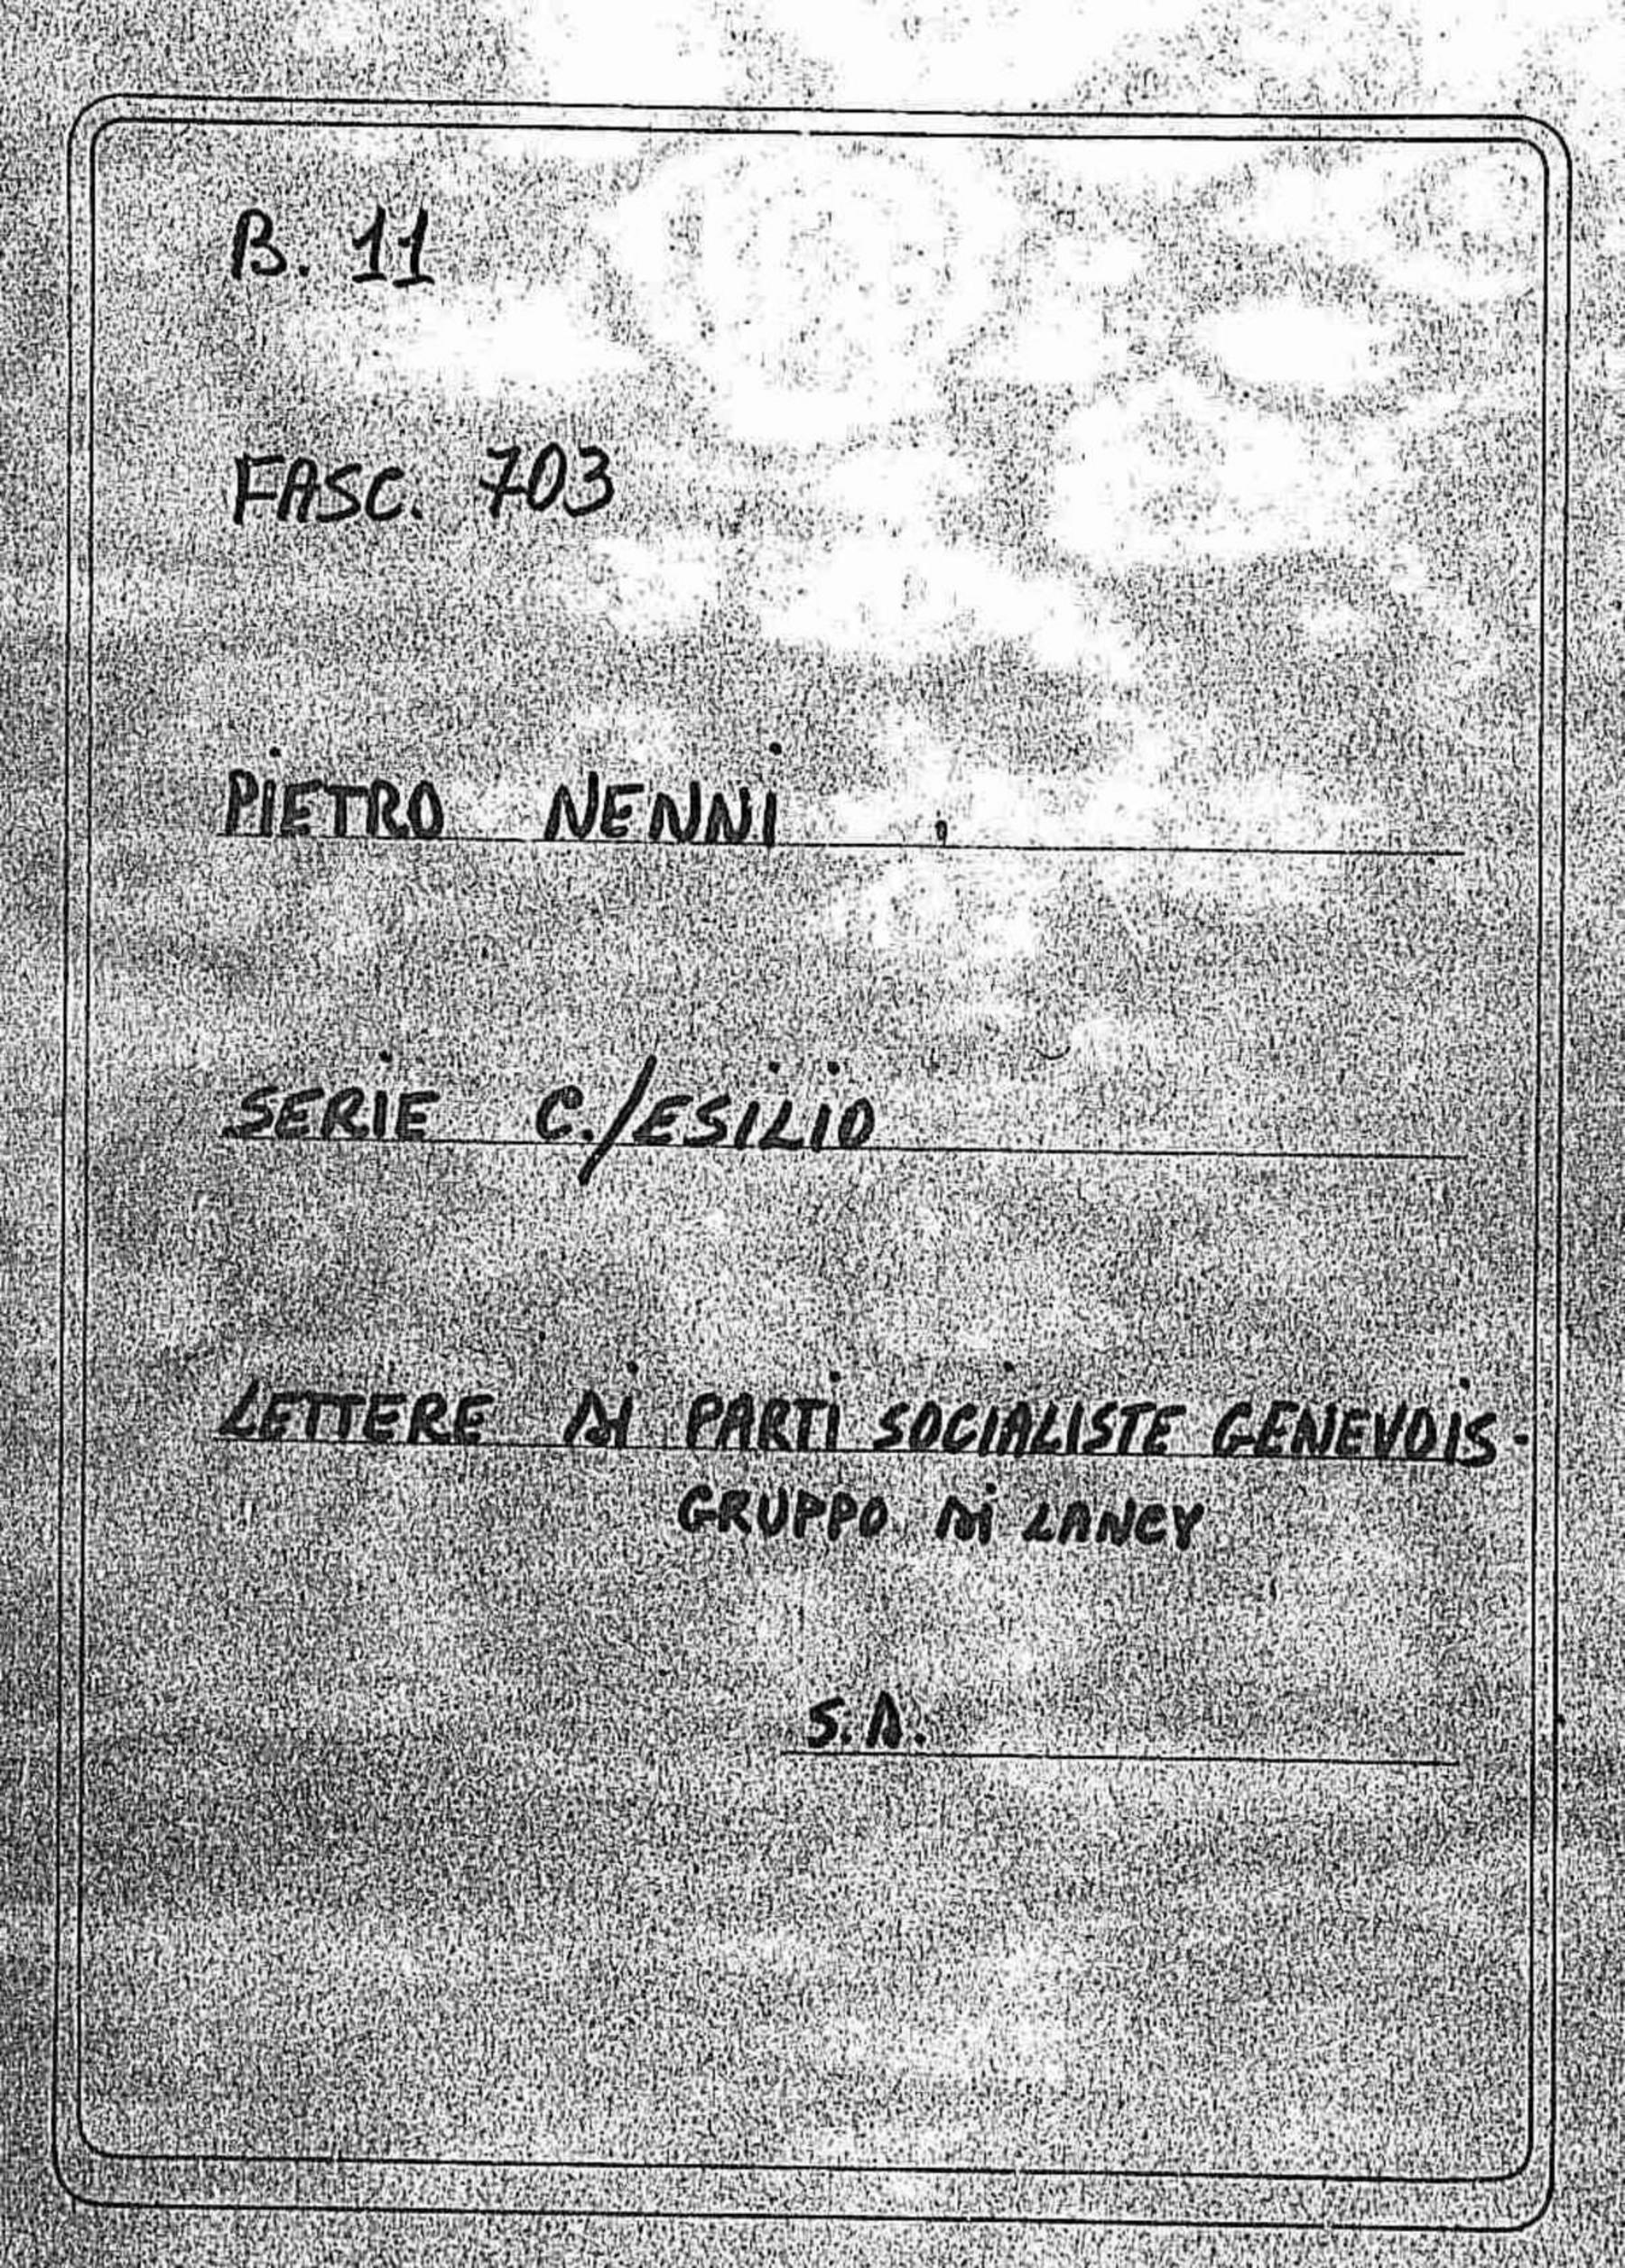 B. 11
FASC. 703
PIETRO NENNI
SERIE C./ESILIO
LETTERE DI PARTI SOCIALISTE GENEVOIS -
GRUPPO DI LANCY
S.D.